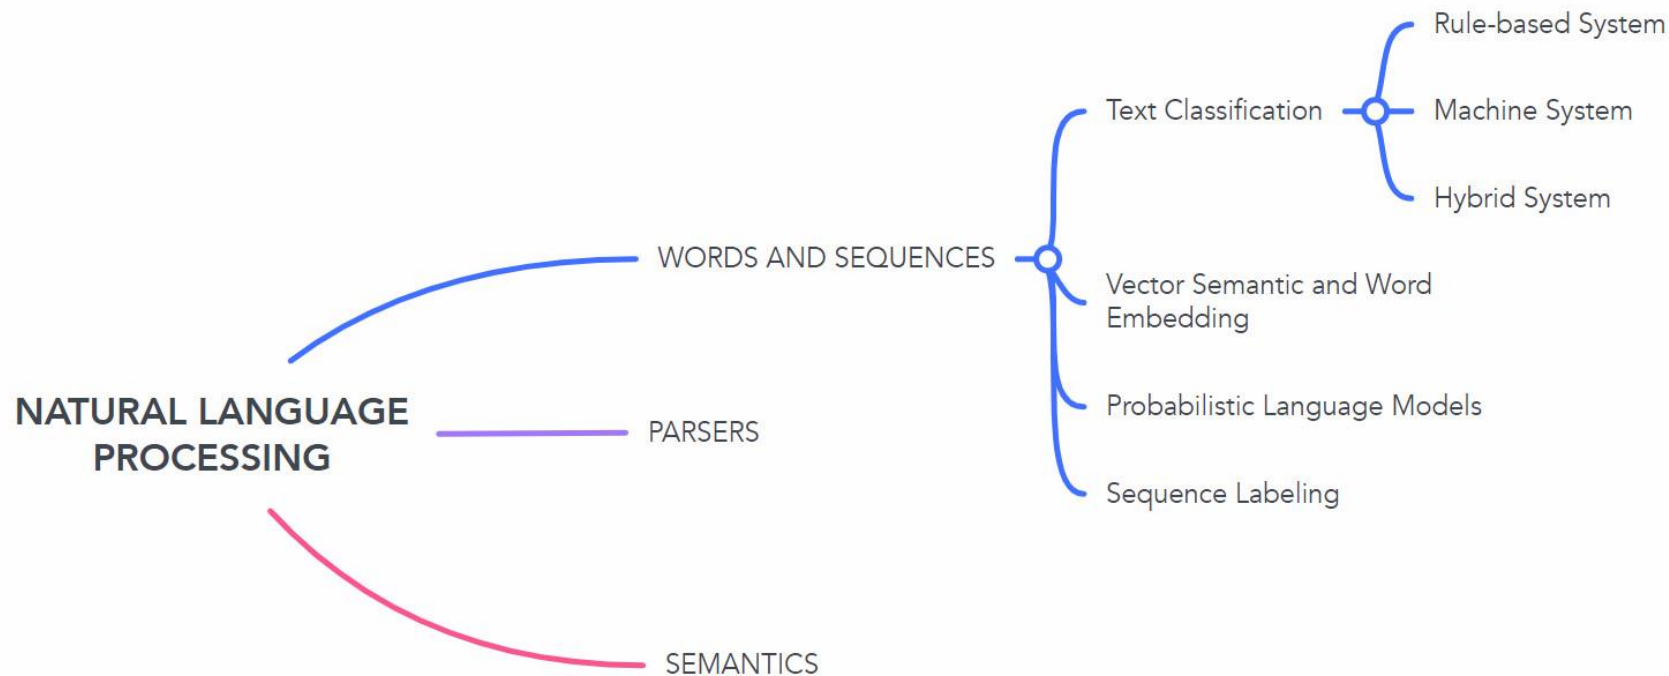 Rule-based System
Text Classification
Machine System
Hybrid System
WORDS AND SEQUENCES
Vector Semantic and Word
Embedding
NATURAL LANGUAGE
PROCESSING
PARSERS
Probabilistic Language Models
Sequence Labeling
SEMANTICS